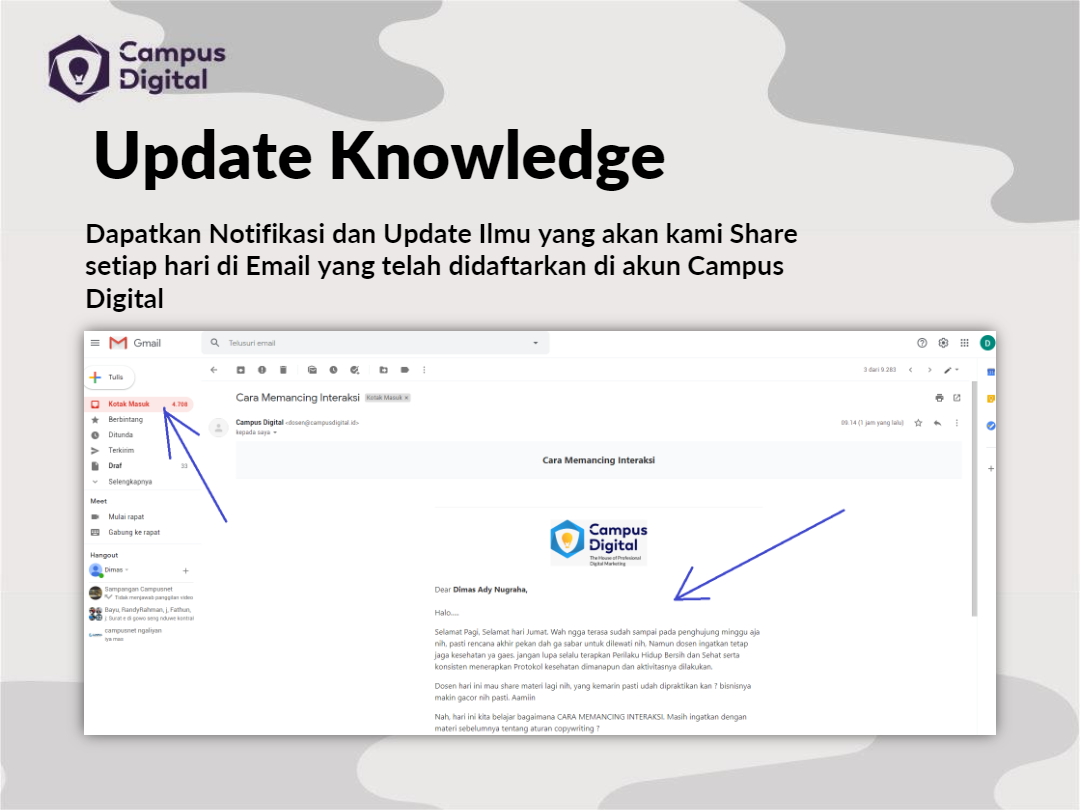 Campus
Digital
Update Knowledge
Dapatkan Notifikasi dan Update Ilmu yang akan kami Share
setiap hari di Email yang telah didaftarkan di akun Campus
Digital
Gmail
Telusuri email
D
Tulis
3 dari 9.283
Kotak Masuk 4.708
Cara Memancing Interaksi Kotak Masuk ×
Berbintang
Campus Digital <dosen@campusdigital.id>
09.14 (1 jam yang lalu)
kepada saya
Ditunda
Terkirim
Draf 33
Selengkapnya
Cara Memancing Interaksi
Meet
Mulai rapat
Gabung ke rapat
Hangout
Dimas
Sampangan Campusnet
Tidak menjawab panggilan video
Bayu, RandyRahman, j, Fathun,
j: Surat e di gowo seng nduwe kontrak
campusnet ngaliyan
iya mas
Campus
Digital
The House of Profesional
Digital Marketing
Dear Dimas Ady Nugraha,
Halo....
Selamat Pagi, Selamat hari Jumat. Wah ngga terasa sudah sampai pada penghujung minggu aja
nih, pasti rencana akhir pekan dah ga sabar untuk dilewati nih, Namun dosen ingatkan tetap
jaga kesehatan ya gaes. jangan lupa selalu terapkan Perilaku Hidup Bersih dan Sehat serta
konsisten menerapkan Protokol kesehatan dimanapun dan aktivitasnya dilakukan.
Dosen hari ini mau share materi lagi nih, yang kemarin pasti udah dipraktikan kan ? bisnisnya
makin gacor nih pasti. Aamiin
Nah, hari ini kita belajar bagaimana CARA MEMANCING INTERAKSI. Masih ingatkan dengan
materi sebelumnya tentang aturan copywriting ?